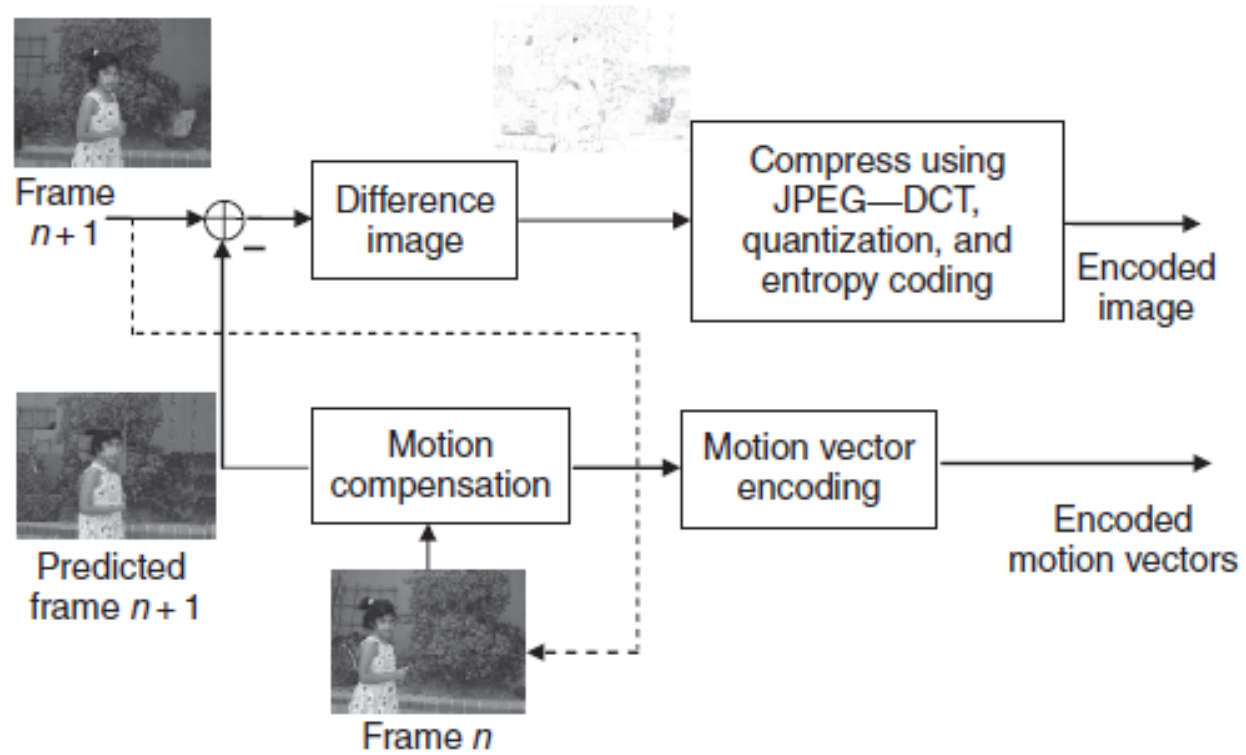 Frame
n + 1
Difference
image
Compress using
JPEG—DCT,
quantization, and
entropy coding
Encoded
image
Predicted
frame n + 1
Motion
compensation
Motion vector
encoding
Encoded
motion vectors
Frame n